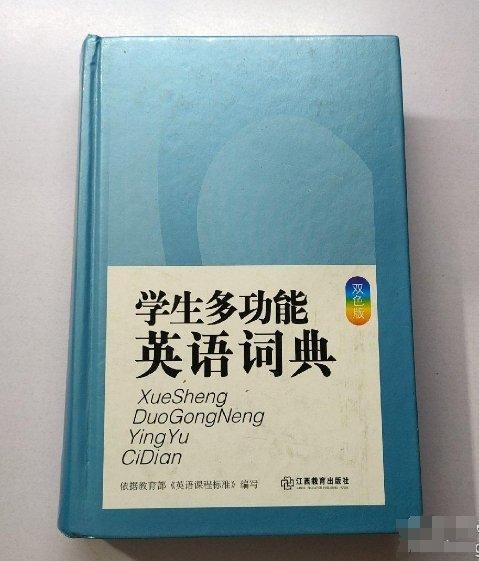 学生多功能
英语词典
双色版
XueSheng
DuoGongNeng
YingYu
CiDian
依据教育部《英语课程标准》编写
江西教育出版社